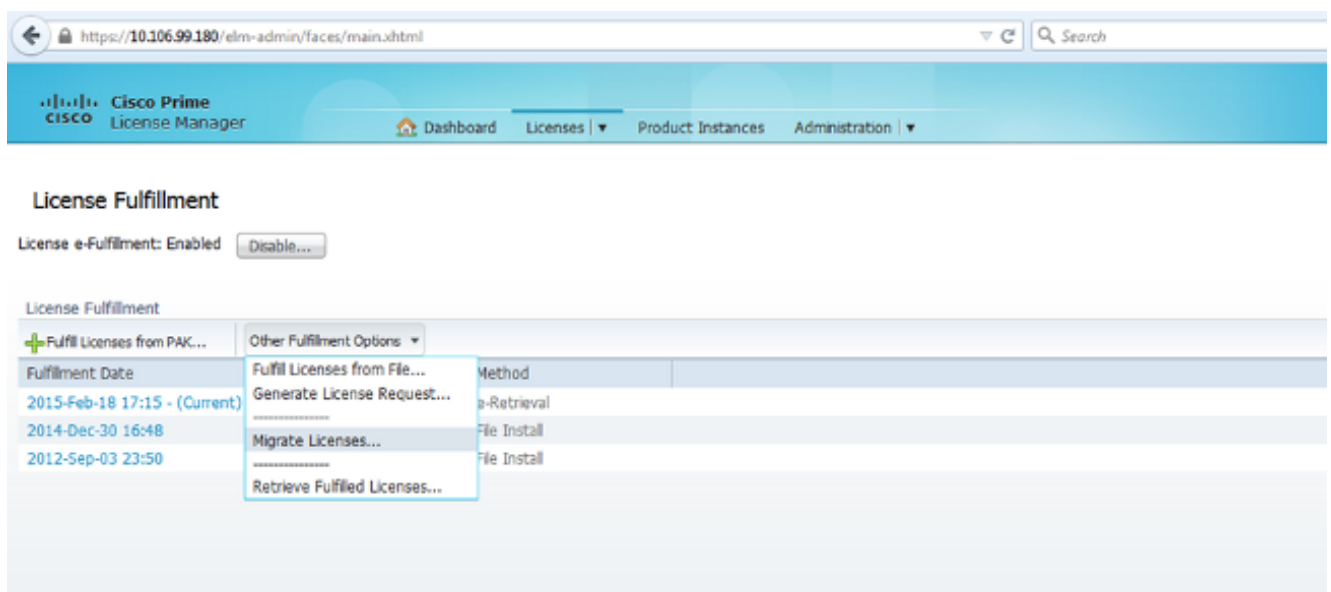 https://10.106.99.180/elm-admin/faces/main.xhtml
Search
Cisco Prime
CISCO License Manager
Dashboard Licenses Product Instances Administration
License Fulfillment
License e-Fulfillment: Enabled Disable...
License Fulfillment
Fulfill Licenses from PAK... Other Fulfillment Options
Fulfillment Date Method
Fulfill Licenses from File...
Generate License Request...
---------------
Migrate Licenses...
---------------
Retrieve Fulfilled Licenses...
2015-Feb-18 17:15 - (Current) e-Retrieval
2014-Dec-30 16:48 File Install
2012-Sep-03 23:50 File Install